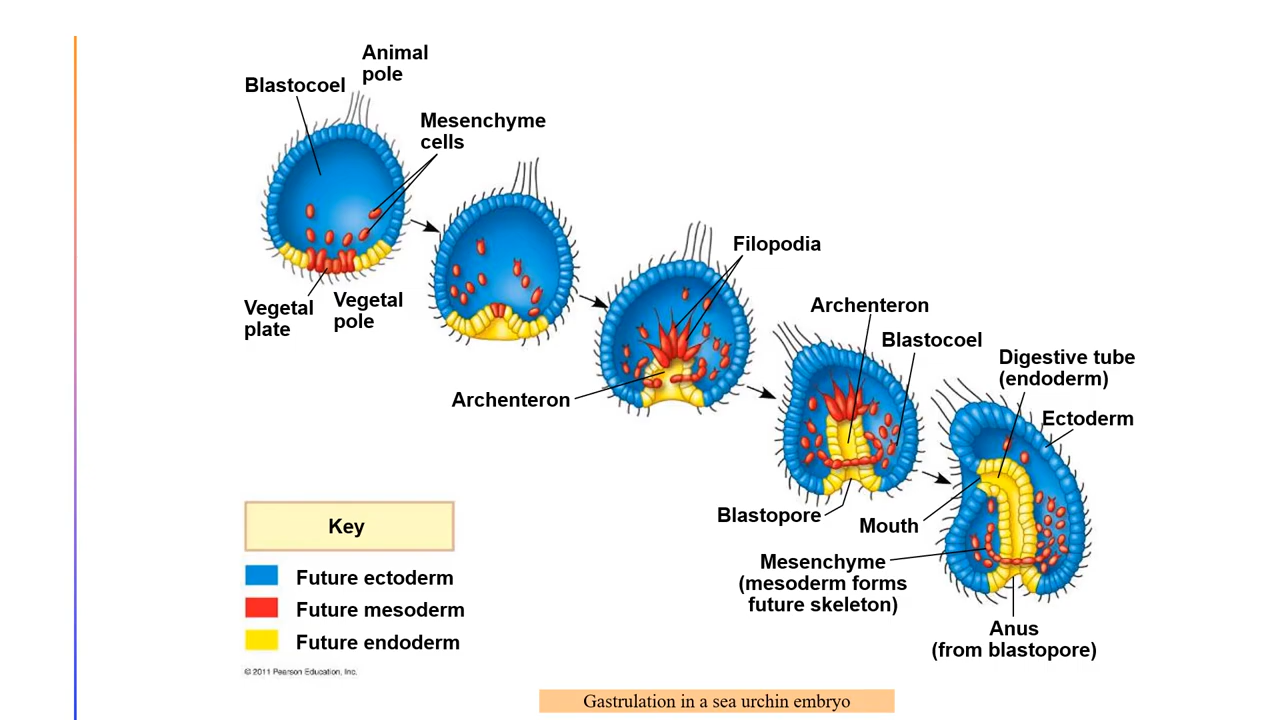 Animal
pole
Blastocoel
Mesenchyme
cells
Vegetal
plate
Vegetal
pole
Filopodia
Archenteron
Archenteron
Blastocoel
Digestive tube
(endoderm)
Ectoderm
Blastopore
Mouth
Mesenchyme
(mesoderm forms
future skeleton)
Anus
(from blastopore)
Key
Future ectoderm
Future mesoderm
Future endoderm
© 2011 Pearson Education, Inc.
Gastrulation in a sea urchin embryo